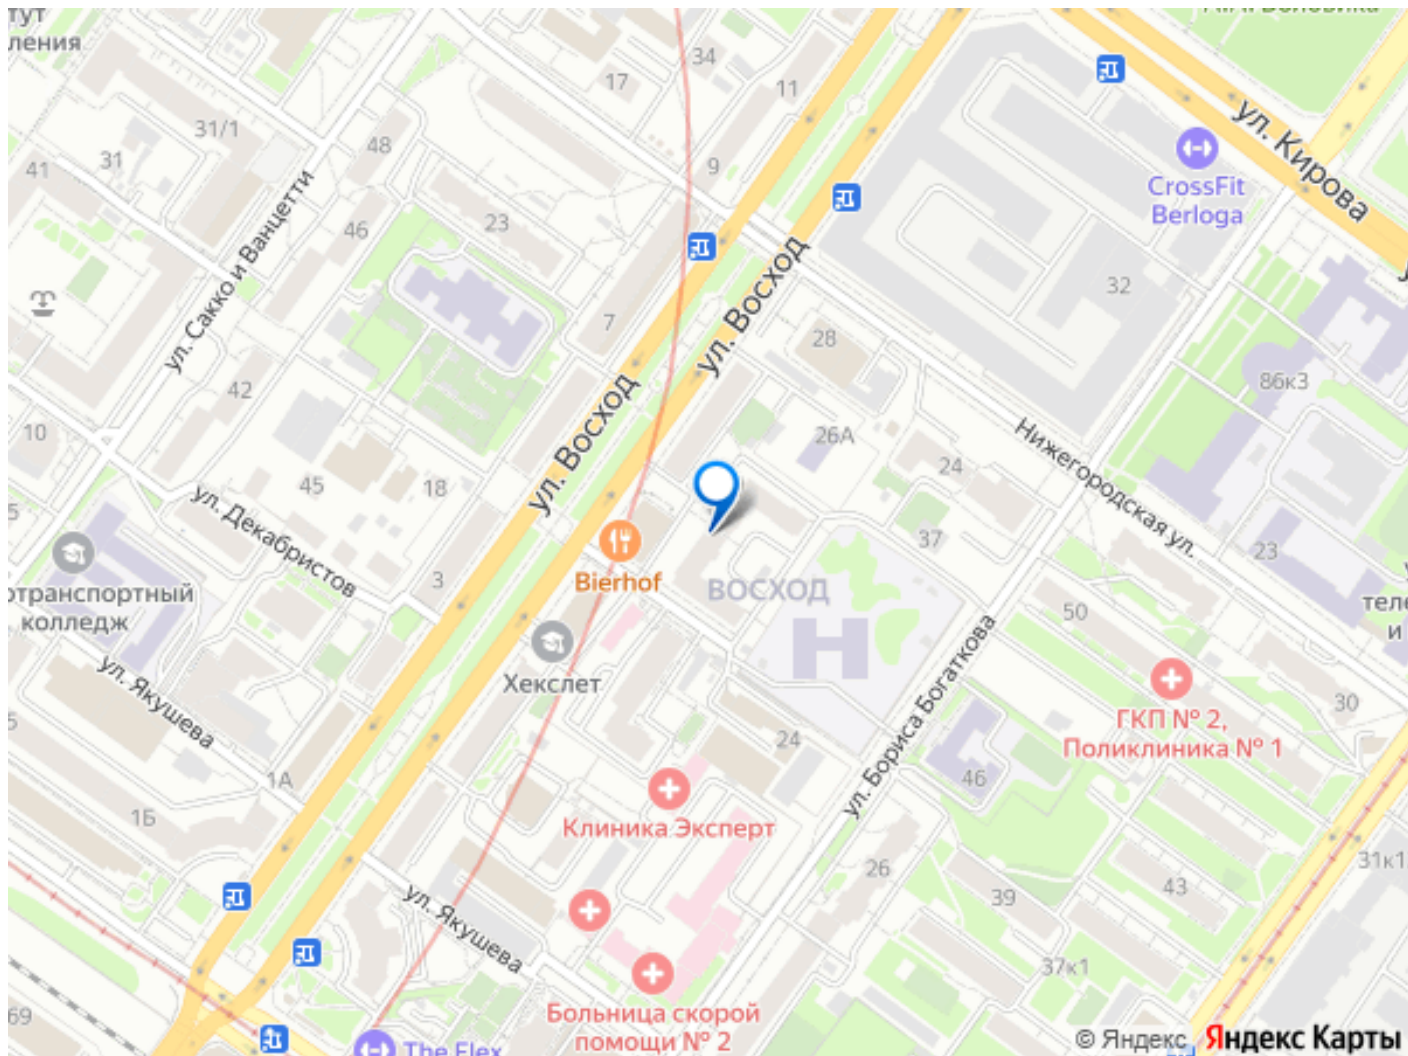 ления
34
17
11
31/1
48
31
41
9
ул. Кирова
CrossFit
Berloga
ул. Сакко и Ванцетти
46
23
ул. Восход
32
7
28
86к3
42
ул. Восход
10
26А
24
Нижегородская ул.
45
18
ул. Декабристов
37
23
3
Bierhof
ВОСХОД
отранспортный
колледж
50
теле
и
ул. Якушева
Хекслет
ул. Бориса Богаткова
30
ГКП № 2,
Поликлиника № 1
24
46
1А
1Б
Клиника Эксперт
26
31к1
43
39
ул. Якушева
37к1
69
Больница скорой
помощи № 2
The Flex
© Яндекс Яндекс Карты